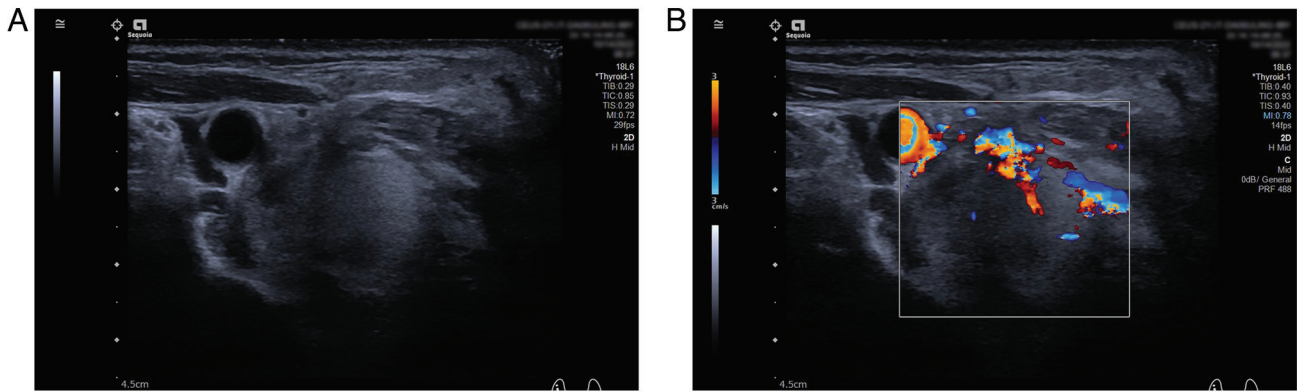 A
Sequoia
18L6
*Thyroid-1
TIB:0.29
TIC:0.85
TIS:0.29
MI:0.72
29fps
2D
H Mid
4.5cm
B
Sequoia
3
3
cm/s
18L6
*Thyroid-1
TIB:0.40
TIC:0.93
TIS:0.40
MI:0.78
14fps
2D
H Mid
C
Mid
0dB/ General
PRF 488
4.5cm